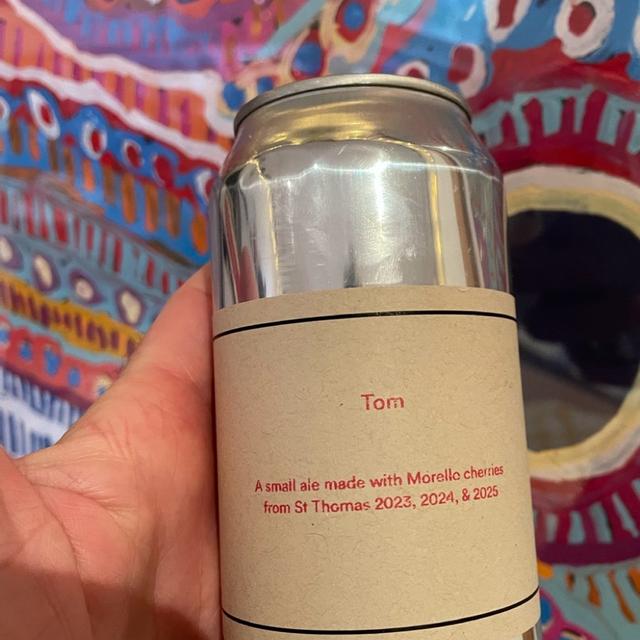 Tom
A small ale made with Morello cherries
from St Thomas 2023, 2024, & 2025